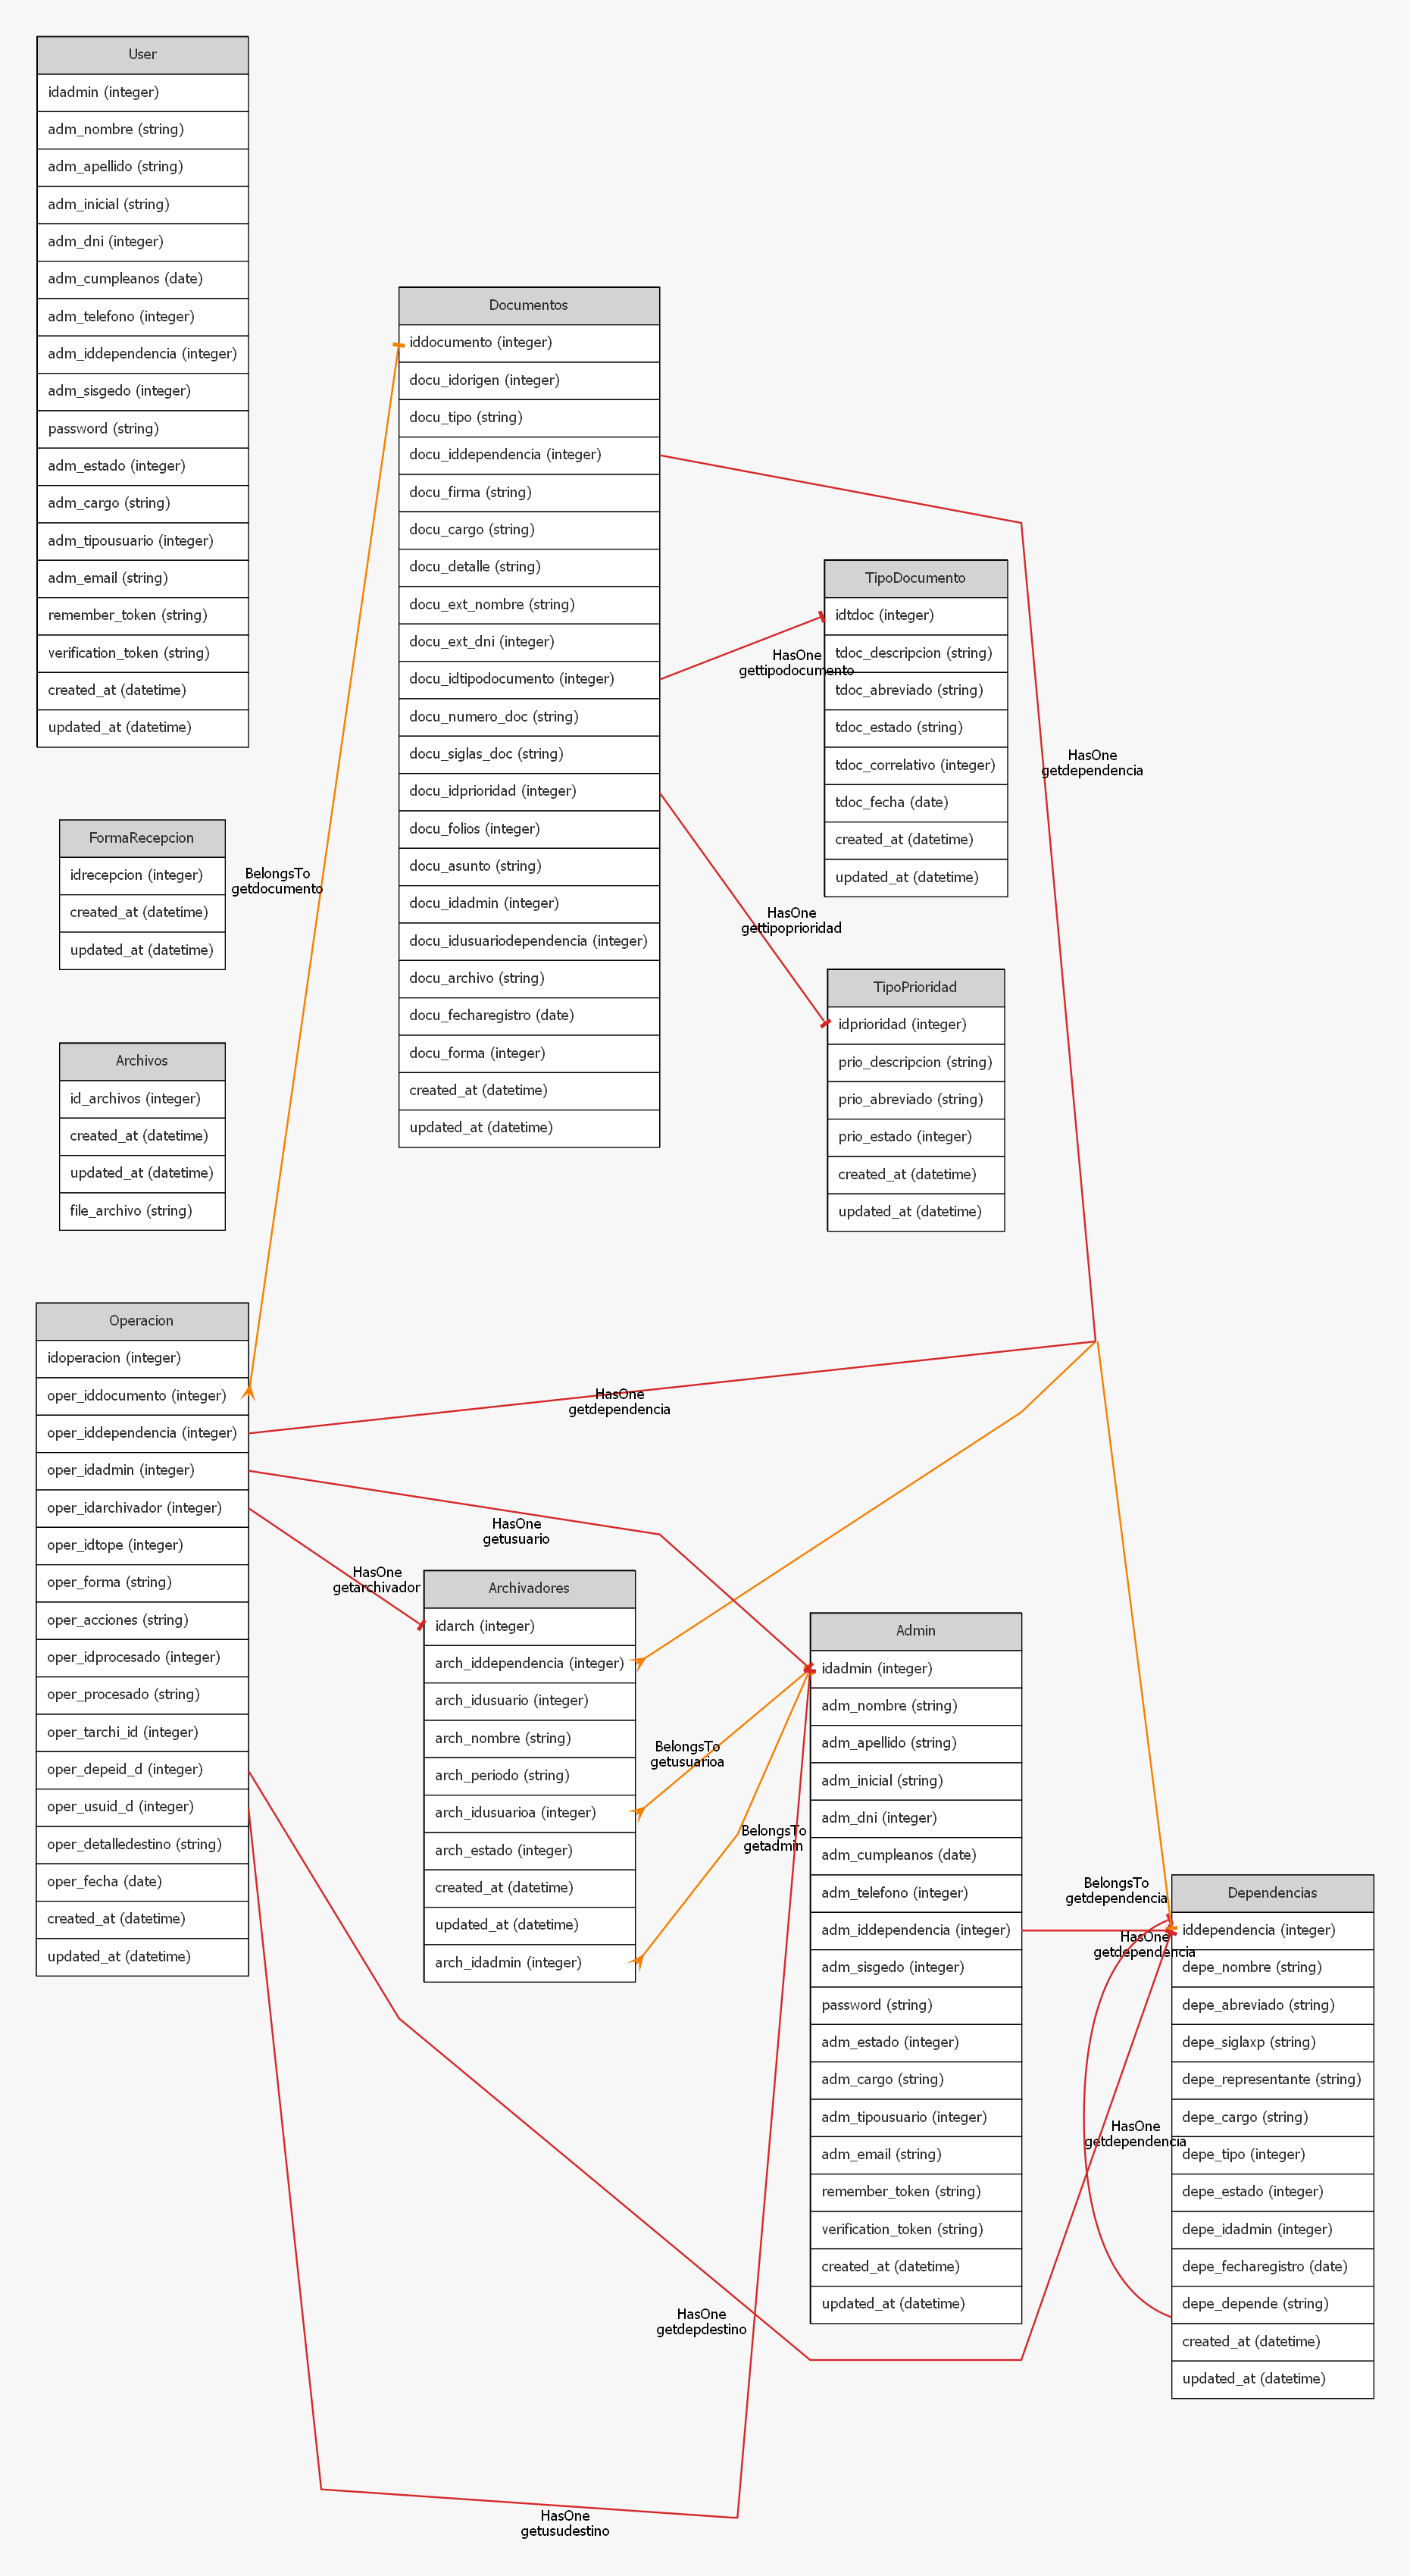 User
idadmin (integer)
adm_nombre (string)
adm_apellido (string)
adm_inicial (string)
adm_dni (integer)
adm_cumpleanos (date)
adm_telefono (integer)
adm_iddependencia (integer)
adm_sisgedo (integer)
password (string)
adm_estado (integer)
adm_cargo (string)
adm_tipousuario (integer)
adm_email (string)
remember_token (string)
verification_token (string)
created_at (datetime)
updated_at (datetime)
FormaRecepcion
idrecepcion (integer)
created_at (datetime)
updated_at (datetime)
Archivos
id_archivos (integer)
created_at (datetime)
updated_at (datetime)
file_archivo (string)
BelongsTo
getdocumento
Documentos
iddocumento (integer)
docu_idorigen (integer)
docu_tipo (string)
docu_iddependencia (integer)
docu_firma (string)
docu_cargo (string)
docu_detalle (string)
docu_ext_nombre (string)
docu_ext_dni (integer)
docu_idtipodocumento (integer)
docu_numero_doc (string)
docu_siglas_doc (string)
docu_idprioridad (integer)
docu_folios (integer)
docu_asunto (string)
docu_idadmin (integer)
docu_idusuariodependencia (integer)
docu_archivo (string)
docu_fecharegistro (date)
docu_forma (integer)
created_at (datetime)
updated_at (datetime)
HasOne
gettipodocumento
TipoDocumento
idtdoc (integer)
tdoc_descripcion (string)
tdoc_abreviado (string)
tdoc_estado (string)
tdoc_correlativo (integer)
tdoc_fecha (date)
created_at (datetime)
updated_at (datetime)
HasOne
getdependencia
HasOne
gettipoprioridad
TipoPrioridad
idprioridad (integer)
prio_descripcion (string)
prio_abreviado (string)
prio_estado (integer)
created_at (datetime)
updated_at (datetime)
Operacion
idoperacion (integer)
oper_iddocumento (integer)
oper_iddependencia (integer)
oper_idadmin (integer)
oper_idarchivador (integer)
oper_idtope (integer)
oper_forma (string)
oper_acciones (string)
oper_idprocesado (integer)
oper_procesado (string)
oper_tarchi_id (integer)
oper_depeid_d (integer)
oper_usuid_d (integer)
oper_detalledestino (string)
oper_fecha (date)
created_at (datetime)
updated_at (datetime)
HasOne
getdependencia
HasOne
getusuario
HasOne
getarchivador
Archivadores
idarch (integer)
arch_iddependencia (integer)
arch_idusuario (integer)
arch_nombre (string)
arch_periodo (string)
arch_idusuarioa (integer)
arch_estado (integer)
created_at (datetime)
updated_at (datetime)
arch_idadmin (integer)
BelongsTo
getusuarioa
BelongsTo
getadmin
Admin
idadmin (integer)
adm_nombre (string)
adm_apellido (string)
adm_inicial (string)
adm_dni (integer)
adm_cumpleanos (date)
adm_telefono (integer)
adm_iddependencia (integer)
adm_sisgedo (integer)
password (string)
adm_estado (integer)
adm_cargo (string)
adm_tipousuario (integer)
adm_email (string)
remember_token (string)
verification_token (string)
created_at (datetime)
updated_at (datetime)
BelongsTo
getdependencia
HasOne
getdependencia
HasOne
getdependencia
Dependencias
iddependencia (integer)
depe_nombre (string)
depe_abreviado (string)
depe_siglaxp (string)
depe_representante (string)
depe_cargo (string)
depe_tipo (integer)
depe_estado (integer)
depe_idadmin (integer)
depe_fecharegistro (date)
depe_depende (string)
created_at (datetime)
updated_at (datetime)
HasOne
getdepdestino
HasOne
getusudestino